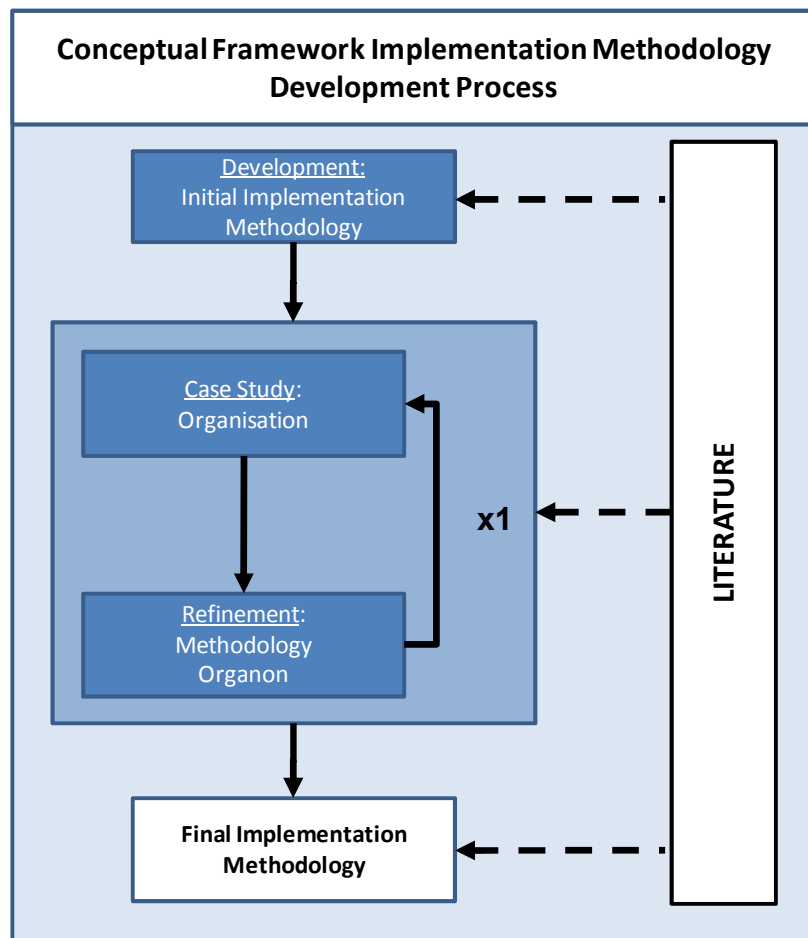 Conceptual Framework Implementation Methodology
Development Process
Development:
Initial Implementation
Methodology
Case Study:
Organisation
x1
Refinement:
Methodology
Organon
Final Implementation
Methodology
LITERATURE